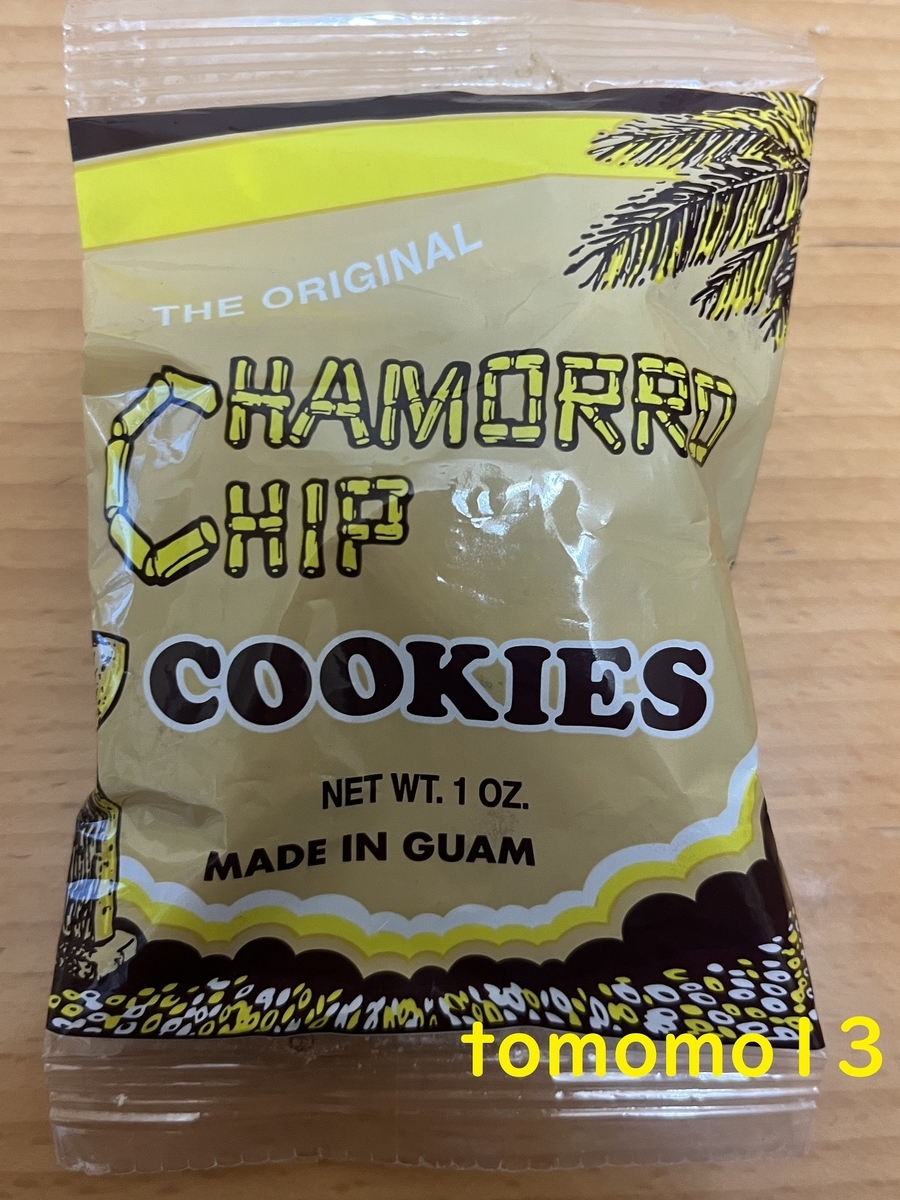 THE ORIGINAL
CHAMORRO
CHIP
COOKIES
NET WT. 1 OZ.
MADE IN GUAM
tomomo13